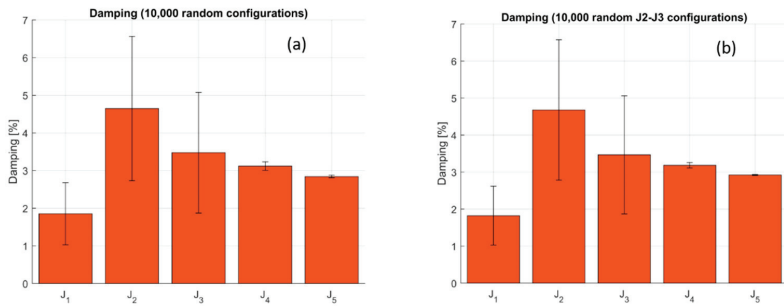 Damping (10,000 random configurations)
(a)
Damping [%]
7
6
5
4
3
2
1
0
J1
J2
J3
J4
J5
Damping (10,000 random J2-J3 configurations)
(b)
Damping [%]
7
6
5
4
3
2
1
0
J1
J2
J3
J4
J5